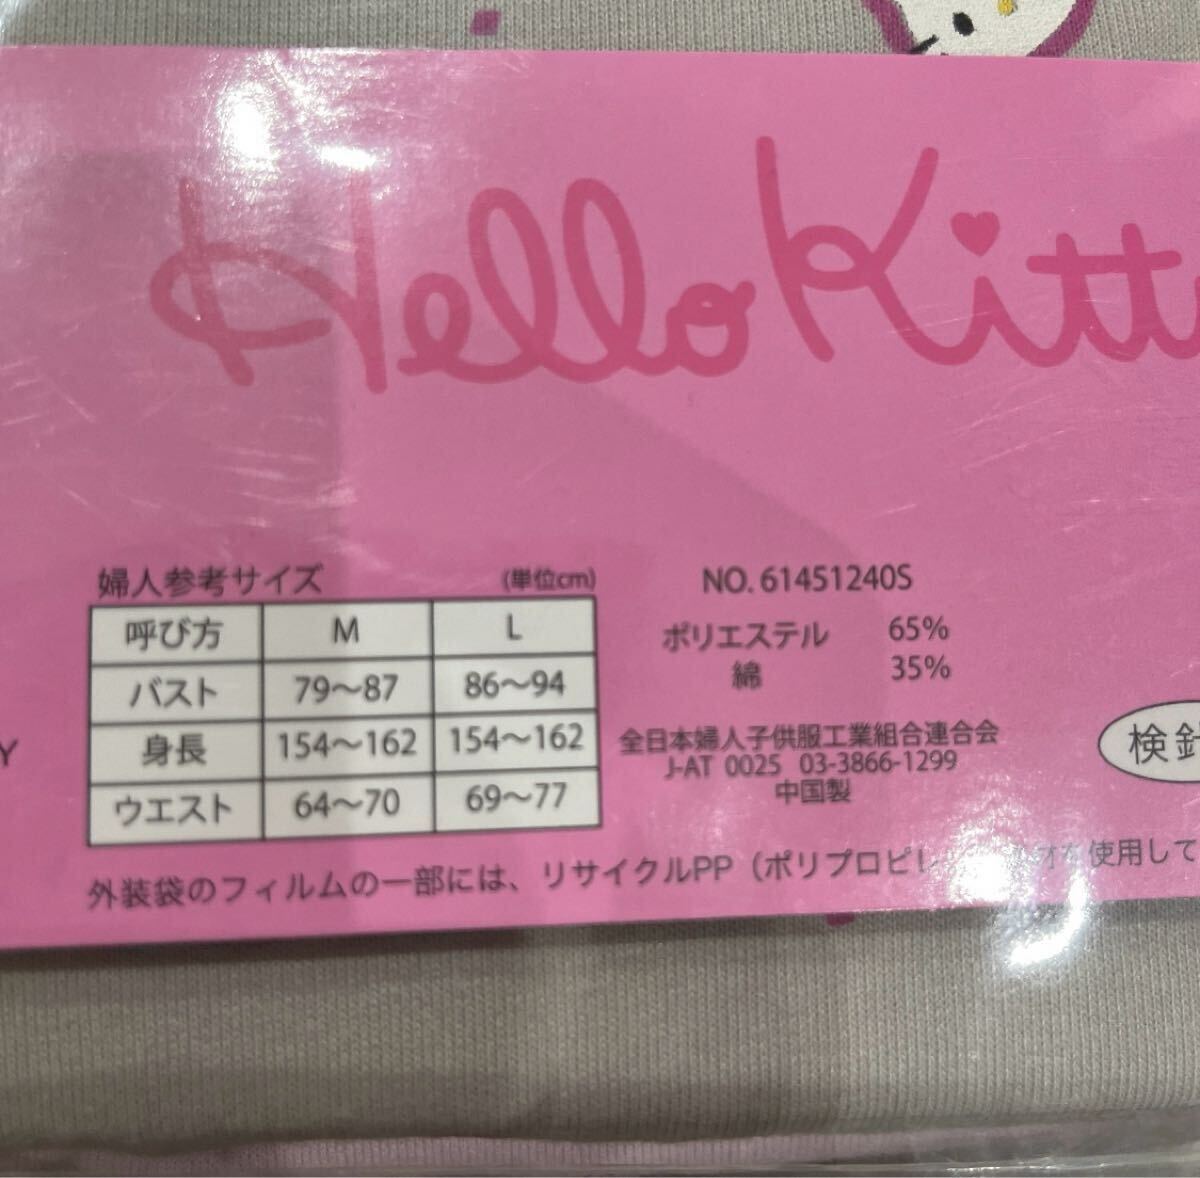 Hello Kitt
婦人参考サイズ (単位cm)
呼び方 M L
バスト 79～87 86～94
身長 154～162 154～162
ウエスト 64～70 69～77
NO. 61451240S
ポリエステル 65%
綿 35%
全日本婦人子供服工業組合連合会
J-AT 0025 03-3866-1299
中国製
Y
検針
外装袋のフィルムの一部には、リサイクルPP（ポリプロピレ を使用して